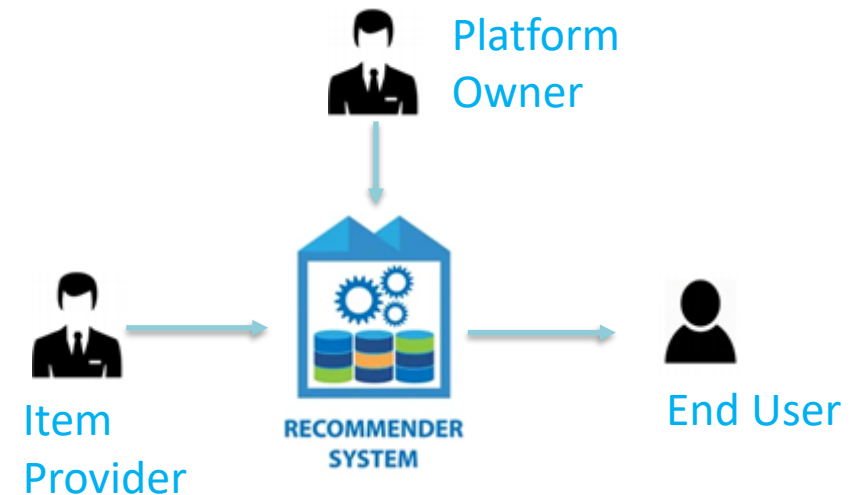 Platform
Owner
Item
Provider
RECOMMENDER
SYSTEM
End User